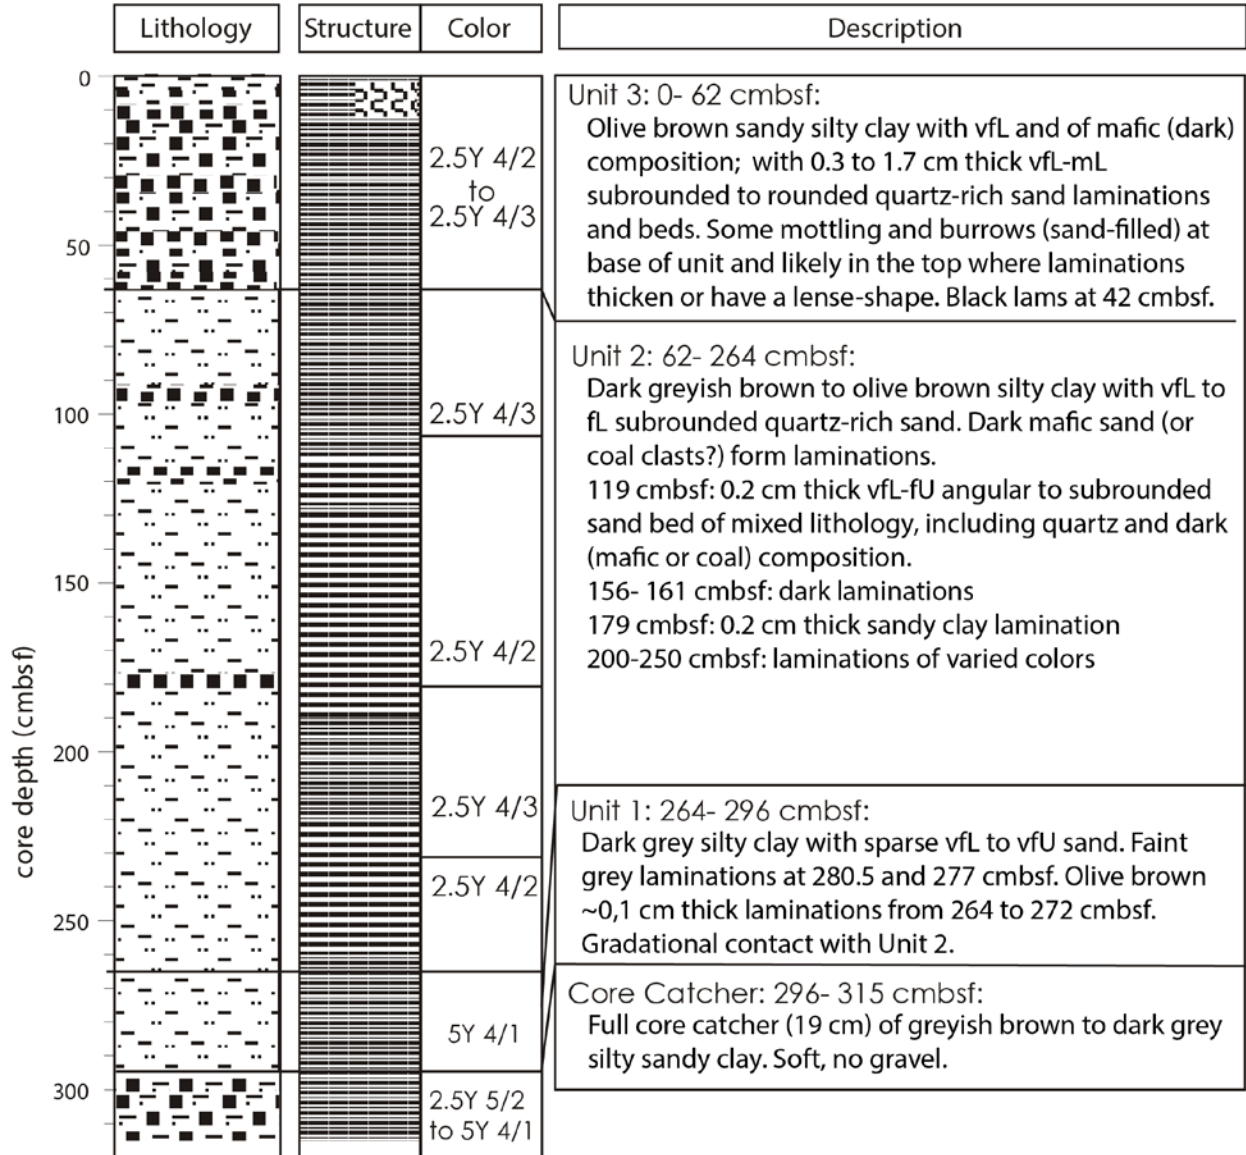 Lithology
Structure
Color
Description
0
50
100
150
200
250
300
core depth (cmbsf)
2.5Y 4/2
to
2.5Y 4/3
2.5Y 4/3
2.5Y 4/2
2.5Y 4/3
2.5Y 4/2
5Y 4/1
2.5Y 5/2
to 5Y 4/1
Unit 3: 0- 62 cmbsf:
Olive brown sandy silty clay with vfL and of mafic (dark)
composition; with 0.3 to 1.7 cm thick vfL-mL
subrounded to rounded quartz-rich sand laminations
and beds. Some mottling and burrows (sand-filled) at
base of unit and likely in the top where laminations
thicken or have a lense-shape. Black lams at 42 cmbsf.
Unit 2: 62- 264 cmbsf:
Dark greyish brown to olive brown silty clay with vfL to
fL subrounded quartz-rich sand. Dark mafic sand (or
coal clasts?) form laminations.
119 cmbsf: 0.2 cm thick vfL-fU angular to subrounded
sand bed of mixed lithology, including quartz and dark
(mafic or coal) composition.
156- 161 cmbsf: dark laminations
179 cmbsf: 0.2 cm thick sandy clay lamination
200-250 cmbsf: laminations of varied colors
Unit 1: 264- 296 cmbsf:
Dark grey silty clay with sparse vfL to vfU sand. Faint
grey laminations at 280.5 and 277 cmbsf. Olive brown
~0,1 cm thick laminations from 264 to 272 cmbsf.
Gradational contact with Unit 2.
Core Catcher: 296- 315 cmbsf:
Full core catcher (19 cm) of greyish brown to dark grey
silty sandy clay. Soft, no gravel.